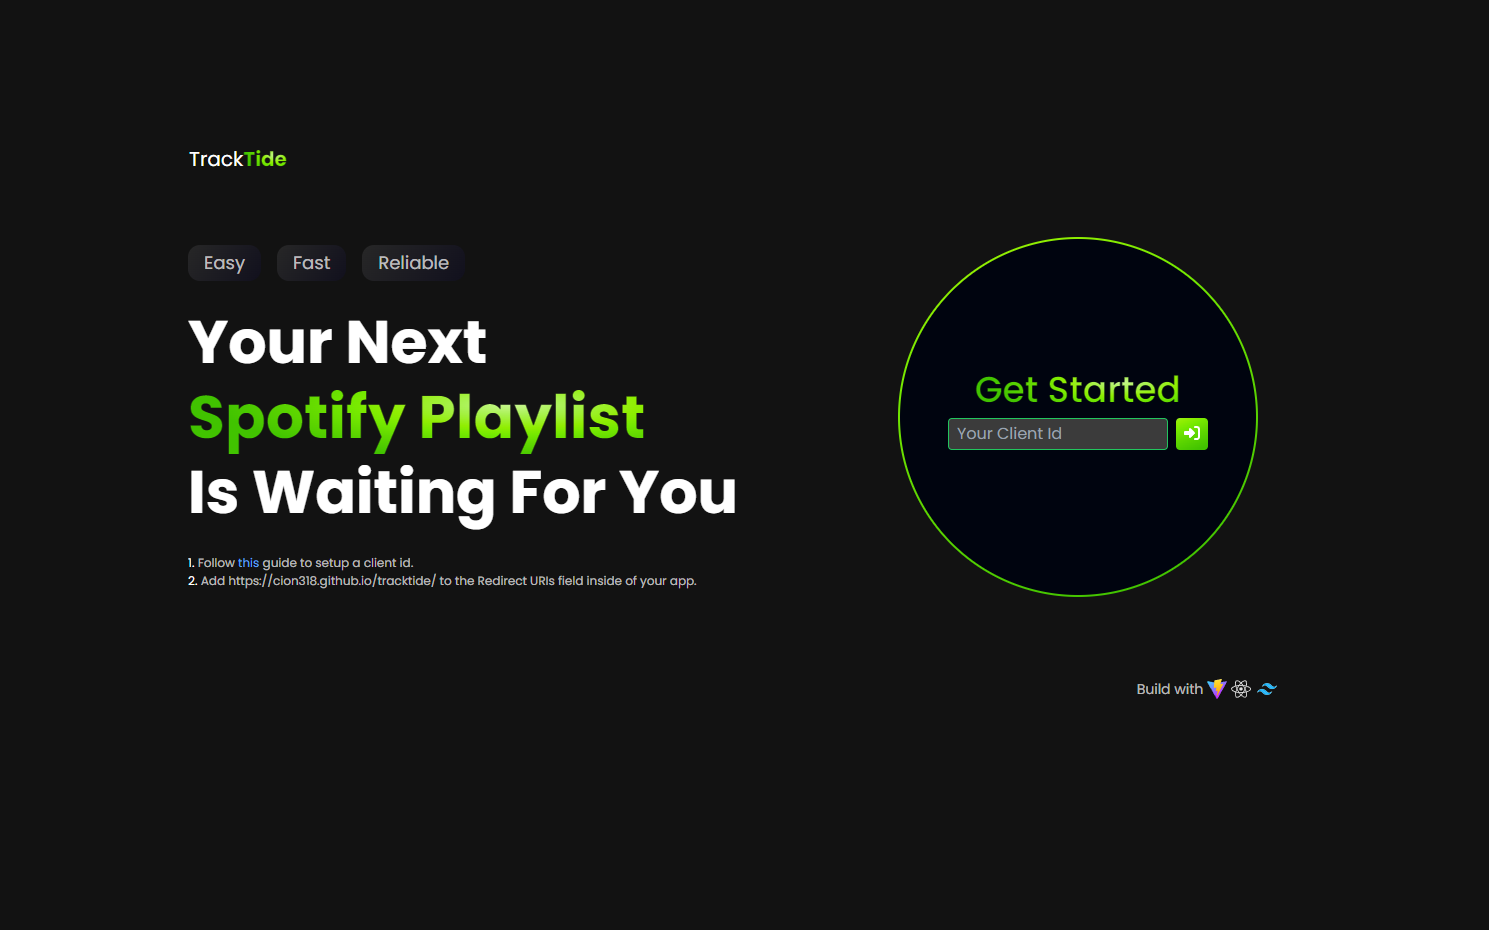 TrackTide
Easy Fast Reliable
Your Next
Spotify Playlist
Is Waiting For You
1. Follow this guide to setup a client id.
2. Add https://cion318.github.io/tracktide/ to the Redirect URIs field inside of your app.
Get Started
Your Client Id
Build with